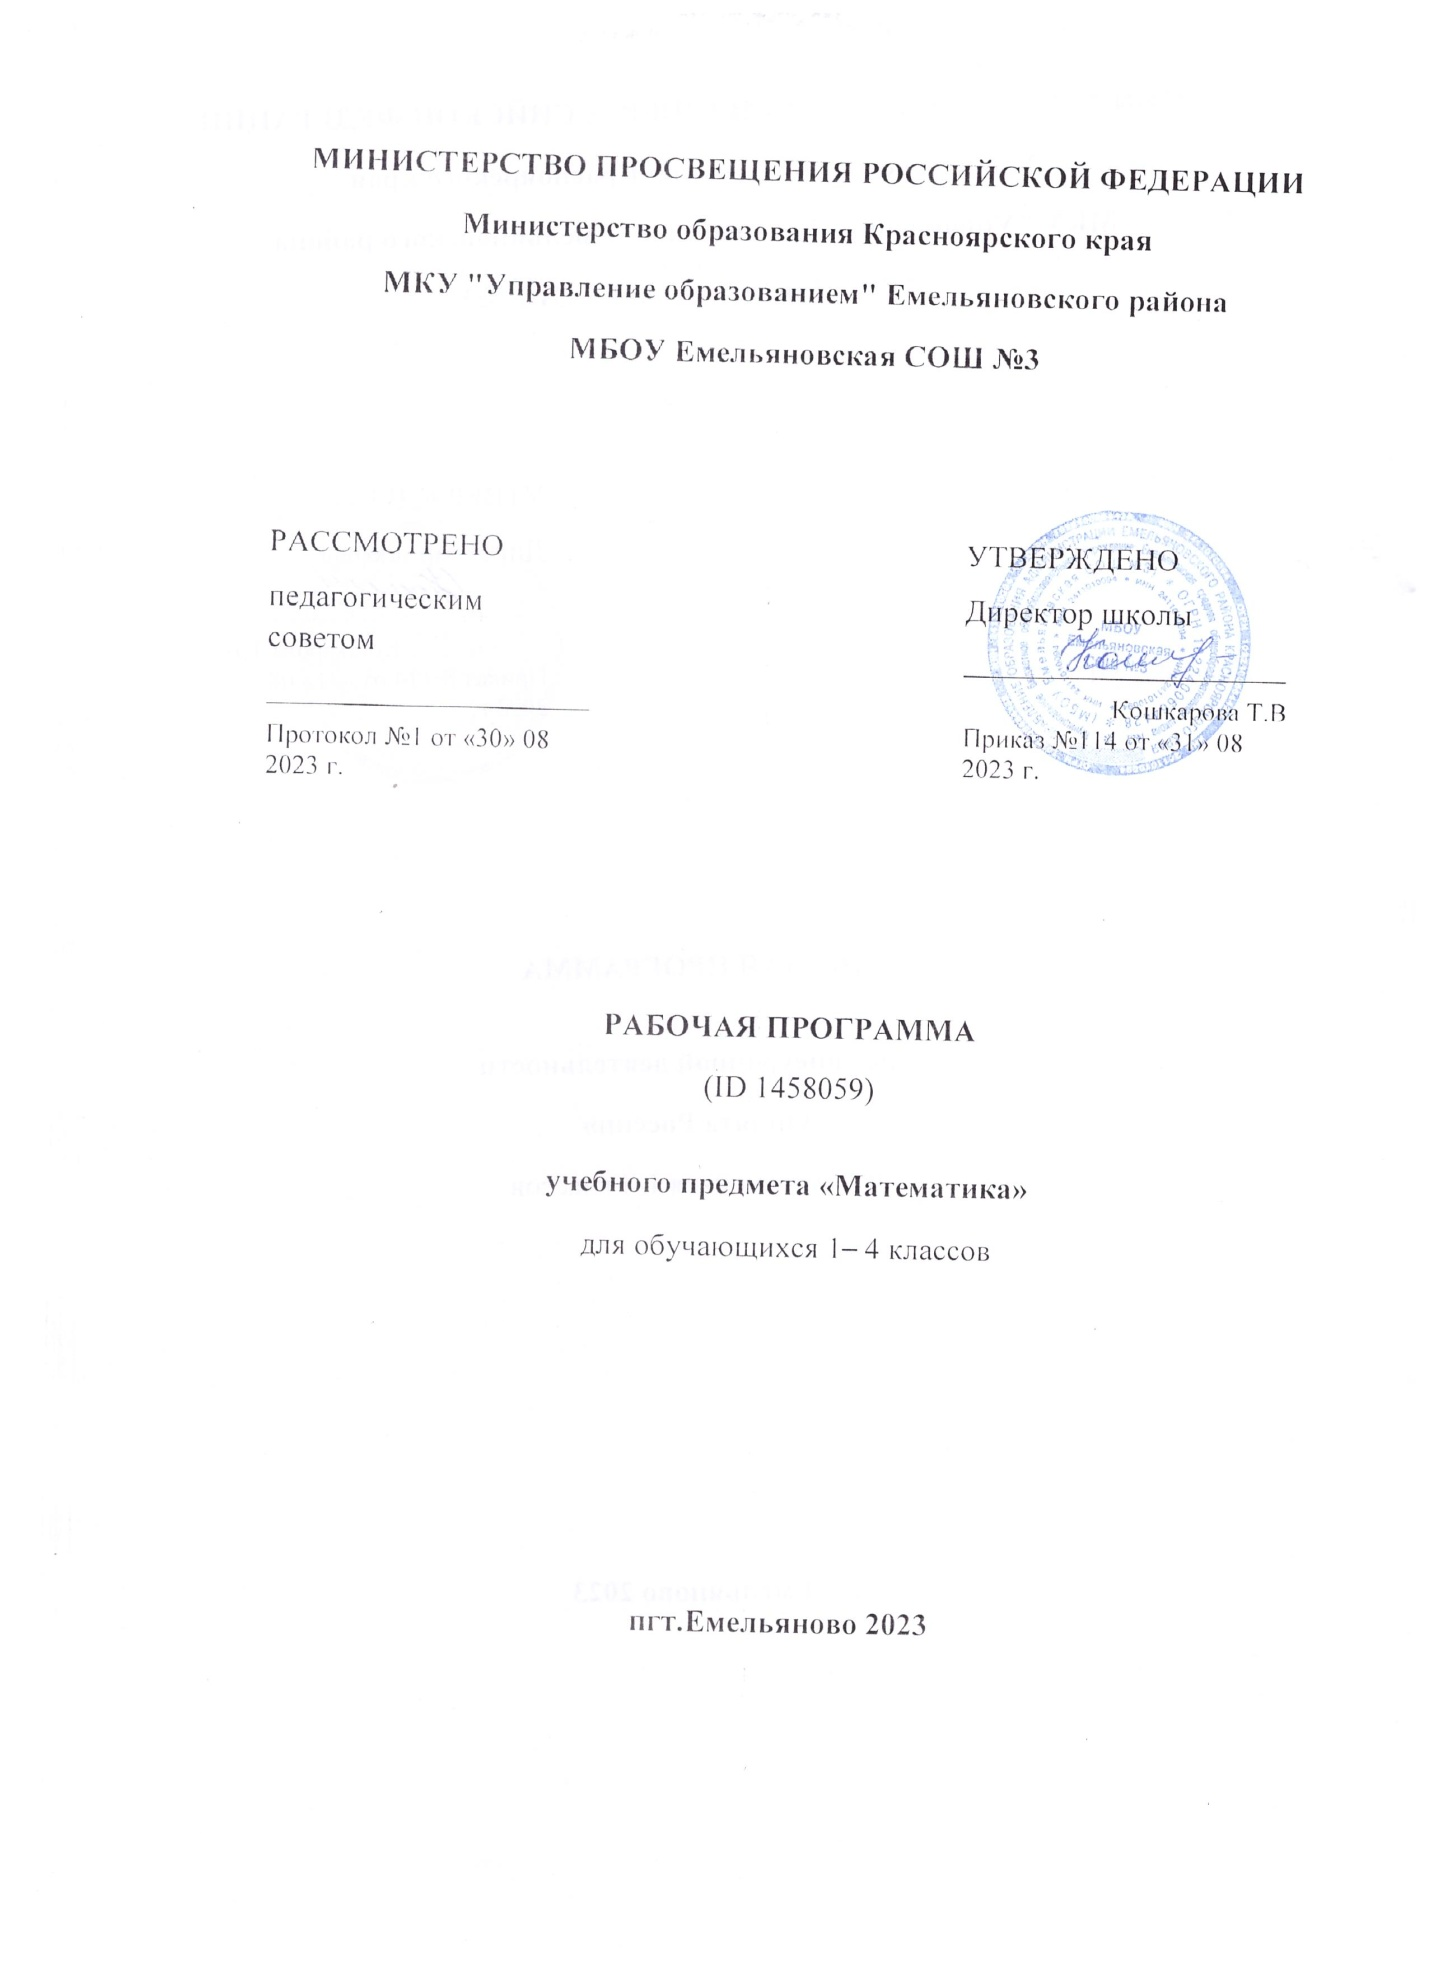 МИНИСТЕРСТВО ПРОСВЕЩЕНИЯ РОССИЙСКОЙ ФЕДЕРАЦИИ
Министерство образования Красноярского края
МКУ "Управление образованием" Емельяновского района
МБОУ Емельяновская СОШ №3
РАССМОТРЕНО
педагогическим
советом
Протокол №1 от «30» 08
2023 г.
УТВЕРЖДЕНО
Директор школы
МБОУ
Емельяновская
Кошкарова Т.В
Приказ №114 от «31» 08
2023 г.
РАБОЧАЯ ПРОГРАММА
(ID 1458059)
учебного предмета «Математика»
для обучающихся 1– 4 классов
пгт.Емельяново 2023